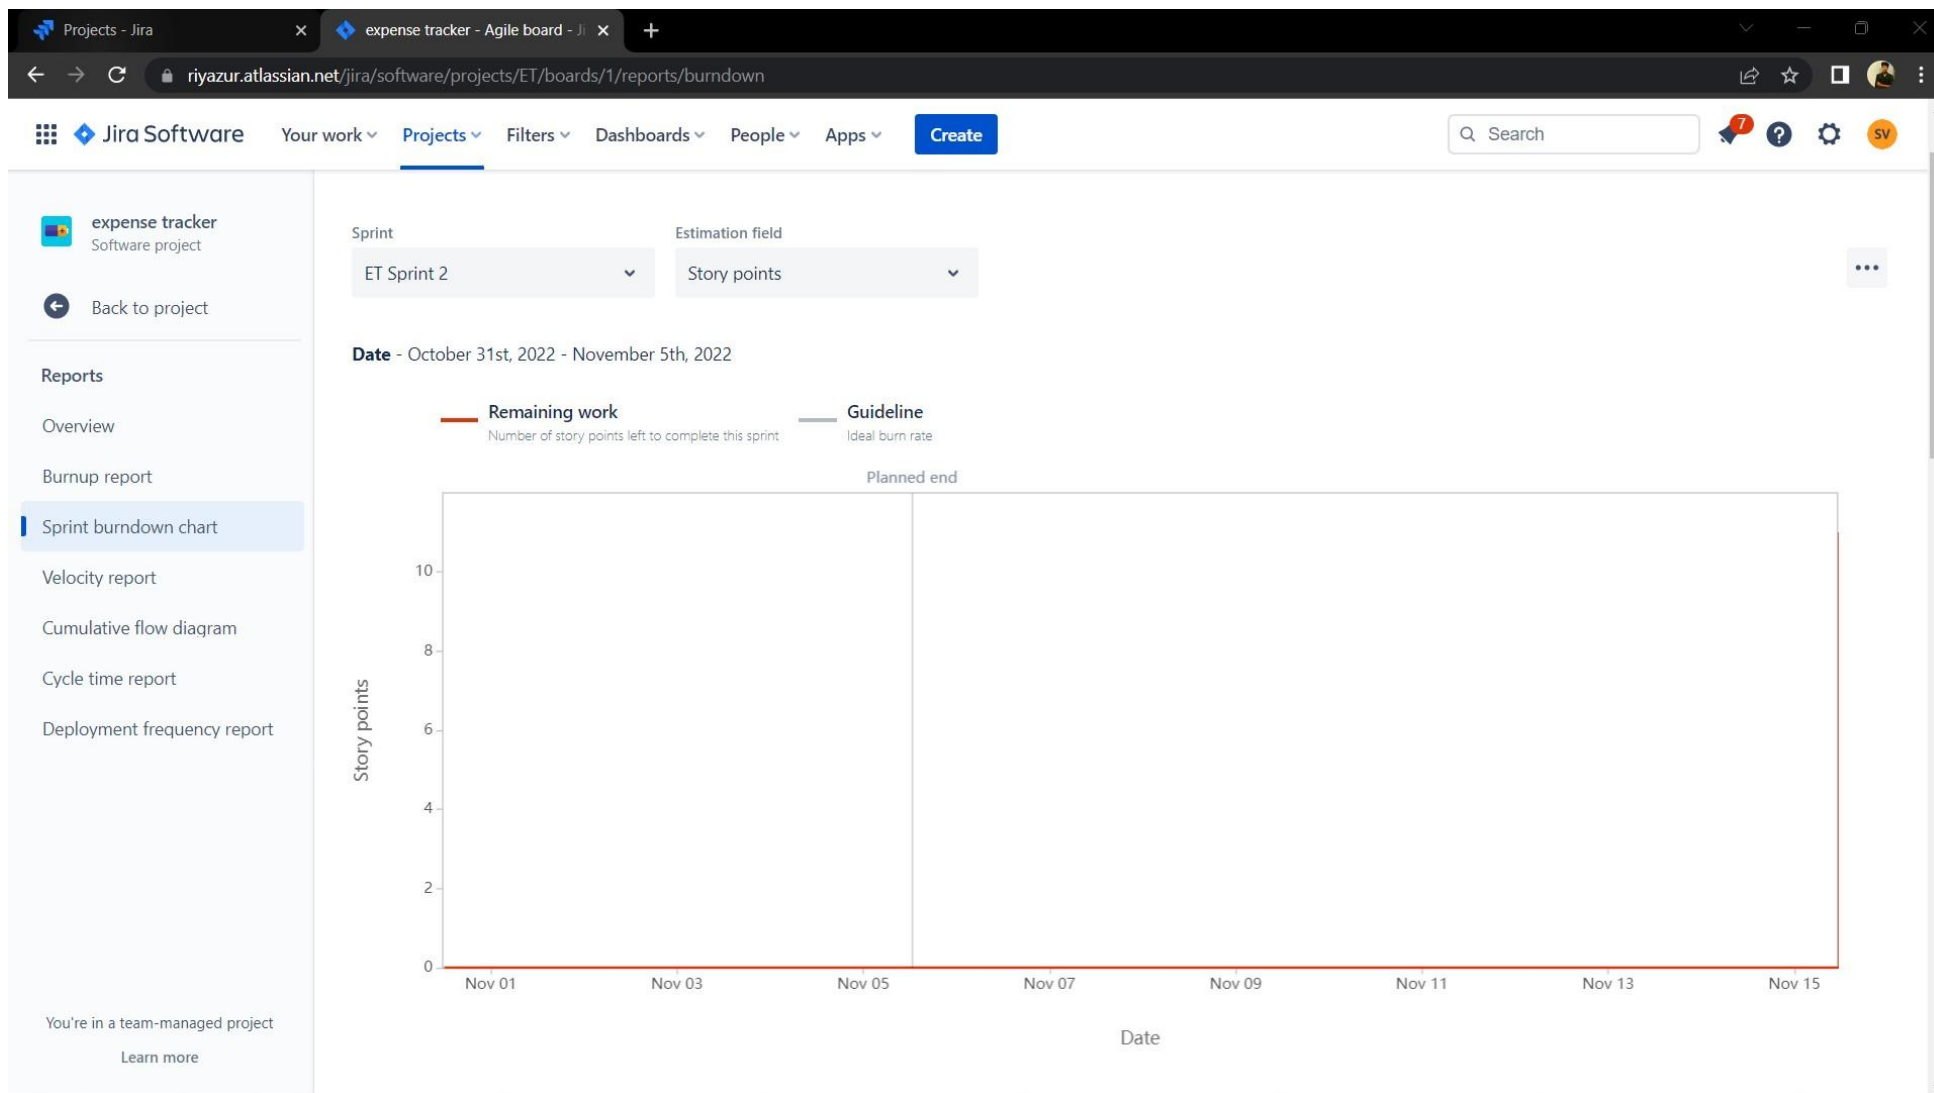 Projects - Jira
expense tracker - Agile board - Ji
riyazur.atlassian.net/jira/software/projects/ET/boards/1/reports/burndown
Jira Software Your work Projects Filters Dashboards People Apps Create Search 7 SV
expense tracker
Software project
Back to project
Reports
Overview
Burnup report
Sprint burndown chart
Velocity report
Cumulative flow diagram
Cycle time report
Deployment frequency report
You're in a team-managed project
Learn more
Sprint Estimation field
ET Sprint 2 Story points
Date - October 31st, 2022 - November 5th, 2022
Remaining work Guideline
Number of story points left to complete this sprint Ideal burn rate
Planned end
Story points
10
8
6
4
2
0
Nov 01 Nov 03 Nov 05 Nov 07 Nov 09 Nov 11 Nov 13 Nov 15
Date